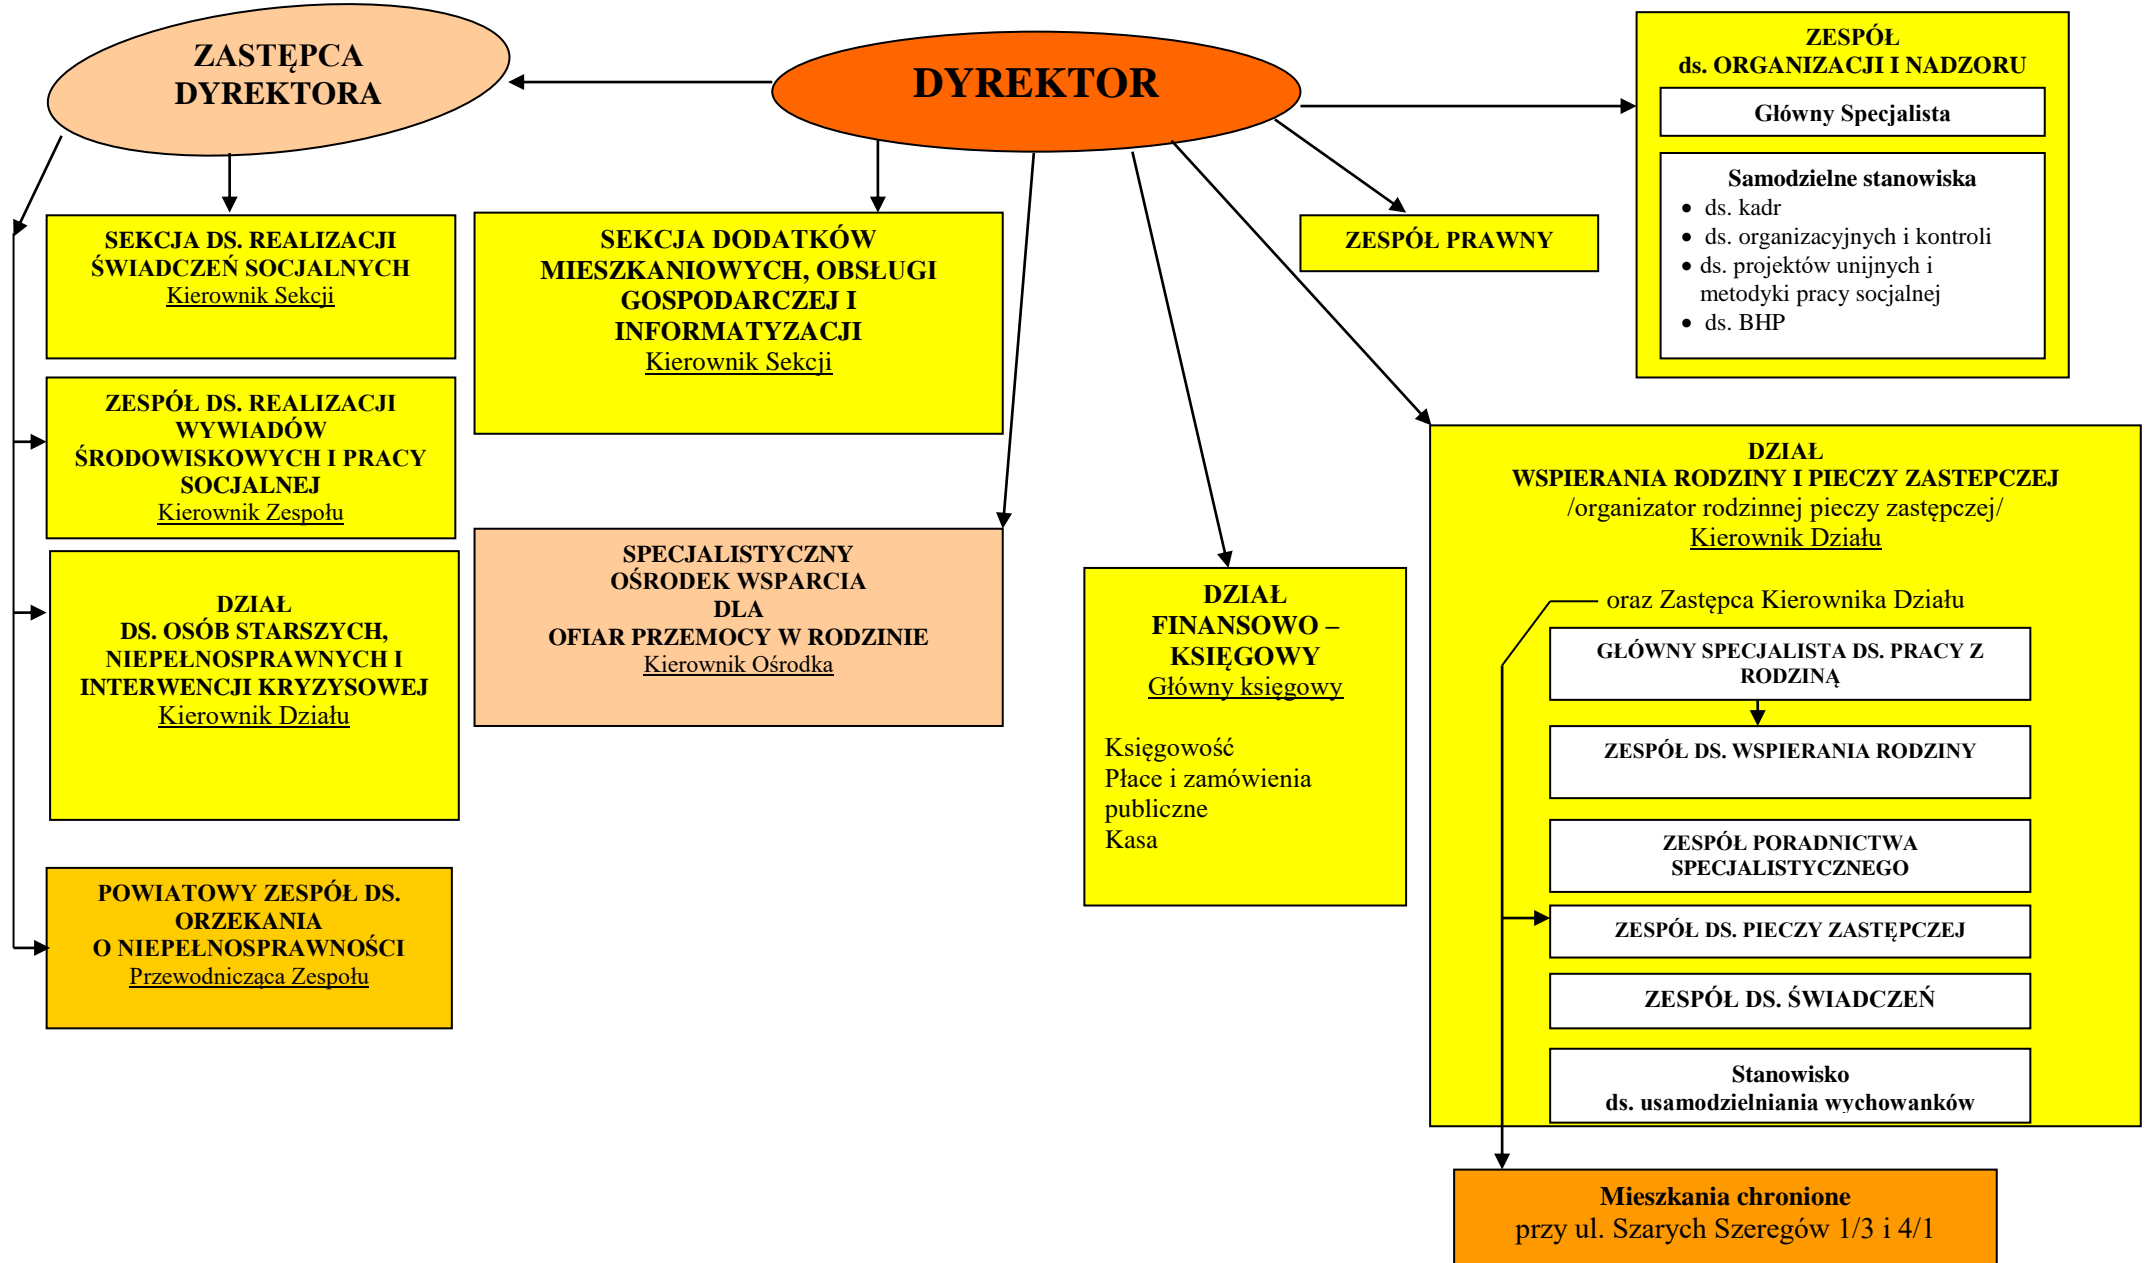 ZASTĘPCA
DYREKTORA
DYREKTOR
ZESPÓŁ
ds. ORGANIZACJI I NADZORU
Główny Specjalista
Samodzielne stanowiska
• ds. kadr
• ds. organizacyjnych i kontroli
• ds. projektów unijnych i
metodyki pracy socjalnej
• ds. BHP
SEKCJA DS. REALIZACJI
ŚWIADCZEŃ SOCJALNYCH
Kierownik Sekcji
SEKCJA DODATKÓW
MIESZKANIOWYCH, OBSŁUGI
GOSPODARCZEJ I
INFORMATYZACJI
Kierownik Sekcji
ZESPÓŁ PRAWNY
ZESPÓŁ DS. REALIZACJI
WYWIADÓW
ŚRODOWISKOWYCH I PRACY
SOCJALNEJ
Kierownik Zespołu
DZIAŁ
DS. OSÓB STARSZYCH,
NIEPEŁNOSPRAWNYCH I
INTERWENCJI KRYZYSOWEJ
Kierownik Działu
POWIATOWY ZESPÓŁ DS.
ORZEKANIA
O NIEPEŁNOSPRAWNOŚCI
Przewodnicząca Zespołu
SPECJALISTYCZNY
OŚRODEK WSPARCIA
DLA
OFIAR PRZEMOCY W RODZINIE
Kierownik Ośrodka
DZIAŁ
FINANSOWO –
KSIĘGOWY
Główny księgowy
Księgowość
Płace i zamówienia
publiczne
Kasa
DZIAŁ
WSPIERANIA RODZINY I PIECZY ZASTEPCZEJ
/organizator rodzinnej pieczy zastępczej/
Kierownik Działu
oraz Zastępca Kierownika Działu
GŁÓWNY SPECJALISTA DS. PRACY Z
RODZINĄ
ZESPÓŁ DS. WSPIERANIA RODZINY
ZESPÓŁ PORADNICTWA
SPECJALISTYCZNEGO
ZESPÓŁ DS. PIECZY ZASTĘPCZEJ
ZESPÓŁ DS. ŚWIADCZEŃ
Stanowisko
ds. usamodzielniania wychowanków
Mieszkania chronione
przy ul. Szarych Szeregów 1/3 i 4/1